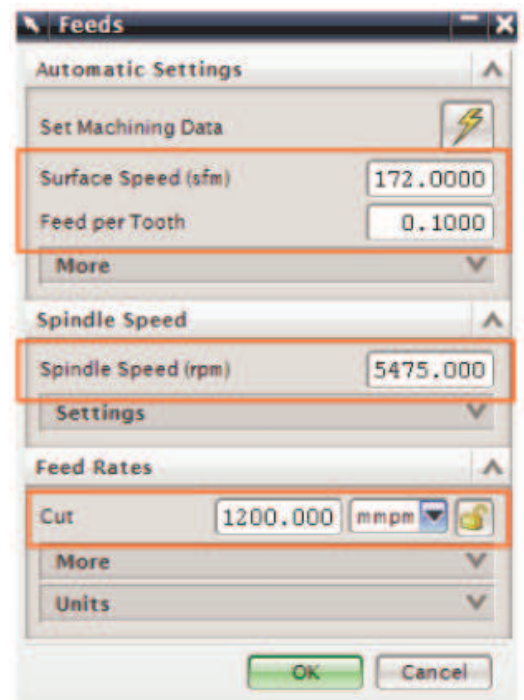 Feeds
Automatic Settings
Set Machining Data
Surface Speed (sfm) 172.0000
Feed per Tooth 0.1000
More
Spindle Speed
Spindle Speed (rpm) 5475.000
Settings
Feed Rates
Cut 1200.000 mmpm
More
Units
OK Cancel